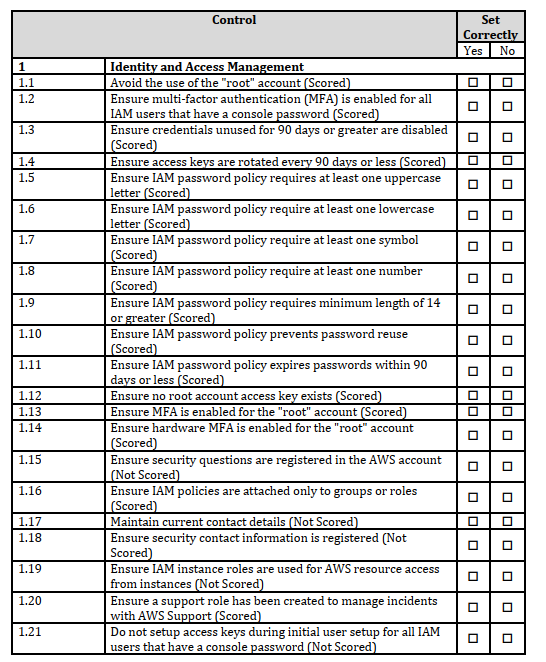 Control
Set
Correctly
Yes No
1 Identity and Access Management
1.1 Avoid the use of the "root" account (Scored)
1.2 Ensure multi-factor authentication (MFA) is enabled for all
IAM users that have a console password (Scored)
1.3 Ensure credentials unused for 90 days or greater are disabled
(Scored)
1.4 Ensure access keys are rotated every 90 days or less (Scored)
1.5 Ensure IAM password policy requires at least one uppercase
letter (Scored)
1.6 Ensure IAM password policy require at least one lowercase
letter (Scored)
1.7 Ensure IAM password policy require at least one symbol
(Scored)
1.8 Ensure IAM password policy require at least one number
(Scored)
1.9 Ensure IAM password policy requires minimum length of 14
or greater (Scored)
1.10 Ensure IAM password policy prevents password reuse
(Scored)
1.11 Ensure IAM password policy expires passwords within 90
days or less (Scored)
1.12 Ensure no root account access key exists (Scored)
1.13 Ensure MFA is enabled for the "root" account (Scored)
1.14 Ensure hardware MFA is enabled for the "root" account
(Scored)
1.15 Ensure security questions are registered in the AWS account
(Not Scored)
1.16 Ensure IAM policies are attached only to groups or roles
(Scored)
1.17 Maintain current contact details (Not Scored)
1.18 Ensure security contact information is registered (Not
Scored)
1.19 Ensure IAM instance roles are used for AWS resource access
from instances (Not Scored)
1.20 Ensure a support role has been created to manage incidents
with AWS Support (Scored)
1.21 Do not setup access keys during initial user setup for all IAM
users that have a console password (Not Scored)